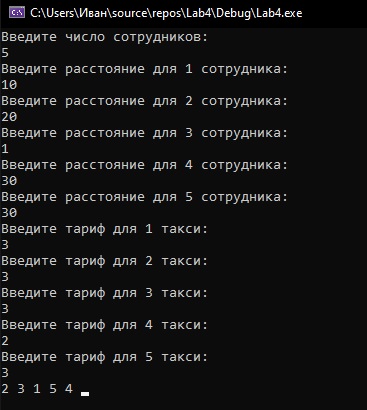 C:\Users\Иван\source\repos\Lab4\Debug\Lab4.exe
Введите число сотрудников:
5
Введите расстояние для 1 сотрудника:
10
Введите расстояние для 2 сотрудника:
20
Введите расстояние для 3 сотрудника:
1
Введите расстояние для 4 сотрудника:
30
Введите расстояние для 5 сотрудника:
30
Введите тариф для 1 такси:
3
Введите тариф для 2 такси:
3
Введите тариф для 3 такси:
3
Введите тариф для 4 такси:
2
Введите тариф для 5 такси:
3
2 3 1 5 4